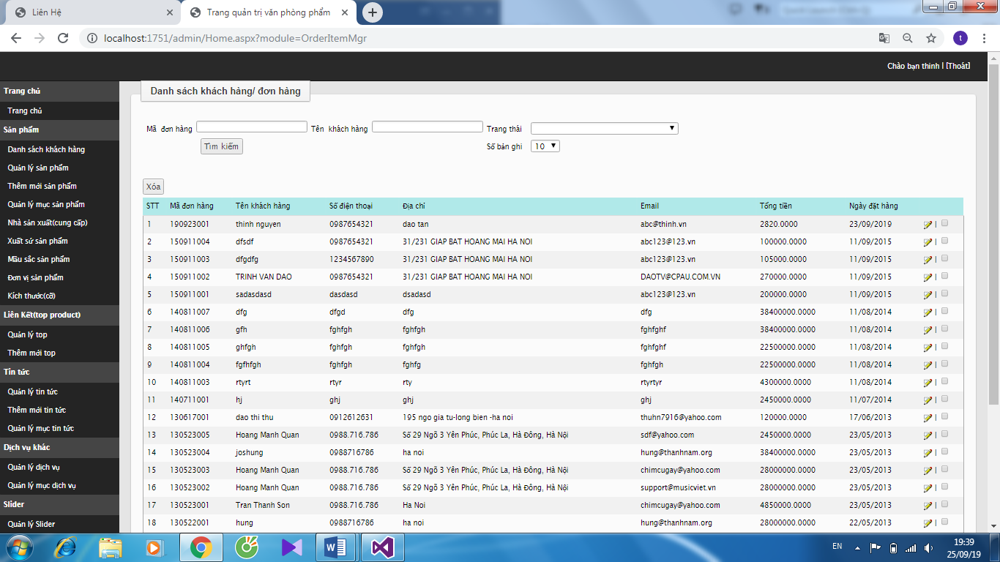 Liên Hệ
Trang quản trị văn phòng phẩm
localhost:1751/admin/Home.aspx?module=OrderItemMgr
t
Chào bạn thinh | [Thoát]
Trang chủ
Trang chủ
Sản phẩm
Danh sách khách hàng
Quản lý sản phẩm
Thêm mới sản phẩm
Quản lý mục sản phẩm
Nhà sản xuất(cung cấp)
Xuất sứ sản phẩm
Mầu sắc sản phẩm
Đơn vị sản phẩm
Kích thước(cỡ)
Liên Kết(top product)
Quản lý top
Thêm mới top
Tin tức
Quản lý tin tức
Thêm mới tin tức
Quản lý mục tin tức
Dịch vụ khác
Quản lý dịch vụ
Quản lý mục dịch vụ
Slider
Quản lý Slider
Danh sách khách hàng/ đơn hàng
Mã đơn hàng Tên khách hàng Trang thái
Tìm kiếm Số bản ghi 10
Xóa
STT Mã đơn hàng Tên khách hàng Số điện thoại Địa chỉ Email Tổng tiền Ngày đặt hàng
1 190923001 thinh nguyen 0987654321 dao tan abc@thinh.vn 2820.0000 23/09/2019 |
2 150911004 dfsdf 0987654321 31/231 GIAP BAT HOANG MAI HA NOI abc123@123.vn 100000.0000 11/09/2015 |
3 150911003 dfgdfg 1234567890 31/231 GIAP BAT HOANG MAI HA NOI abc123@123.vn 105000.0000 11/09/2015 |
4 150911002 TRINH VAN DAO 0987654321 31/231 GIAP BAT HOANG MAI HA NOI DAOTV@CPAU.COM.VN 270000.0000 11/09/2015 |
5 150911001 sadasdasd dasdasd dsadasd abc123@123.vn 200000.0000 11/09/2015 |
6 140811007 dfg dfgd dfg dfg 38400000.0000 11/08/2014 |
7 140811006 gfh fghfgh fghfgh fghfghf 38400000.0000 11/08/2014 |
8 140811005 ghfgh fghfgh fghfgh fghfghf 22500000.0000 11/08/2014 |
9 140811004 fgfhfgh fghfgh fghfg fghfgh 22500000.0000 11/08/2014 |
10 140811003 rtyrt rtyr rty rtyrtyr 4300000.0000 11/08/2014 |
11 140711001 hj ghj ghj ghj 2450000.0000 11/07/2014 |
12 130617001 dao thi thu 0912612631 195 ngo gia tu-long bien -ha noi thuhn7916@yahoo.com 120000.0000 17/06/2013 |
13 130523005 Hoang Manh Quan 0988.716.786 Số 29 Ngõ 3 Yên Phúc, Phúc La, Hà Đông, Hà Nội sdf@yahoo.com 2450000.0000 23/05/2013 |
14 130523004 joshung 0988716786 ha noi hung@thanhnam.org 38400000.0000 23/05/2013 |
15 130523003 Hoang Manh Quan 0988.716.786 Số 29 Ngõ 3 Yên Phúc, Phúc La, Hà Đông, Hà Nội chimcugay@yahoo.com 28000000.0000 23/05/2013 |
16 130523002 Hoang Manh Quan 0988.716.786 Số 29 Ngõ 3 Yên Phúc, Phúc La, Hà Đông, Hà Nội support@musicviet.vn 28000000.0000 23/05/2013 |
17 130523001 Tran Thanh Son 0988.716.786 Ha Noi chimcugay@yahoo.com 4850000.0000 23/05/2013 |
18 130522001 hung 0988716786 ha noi hung@thanhnam.org 28000000.0000 22/05/2013 |
EN
19:39
25/09/19